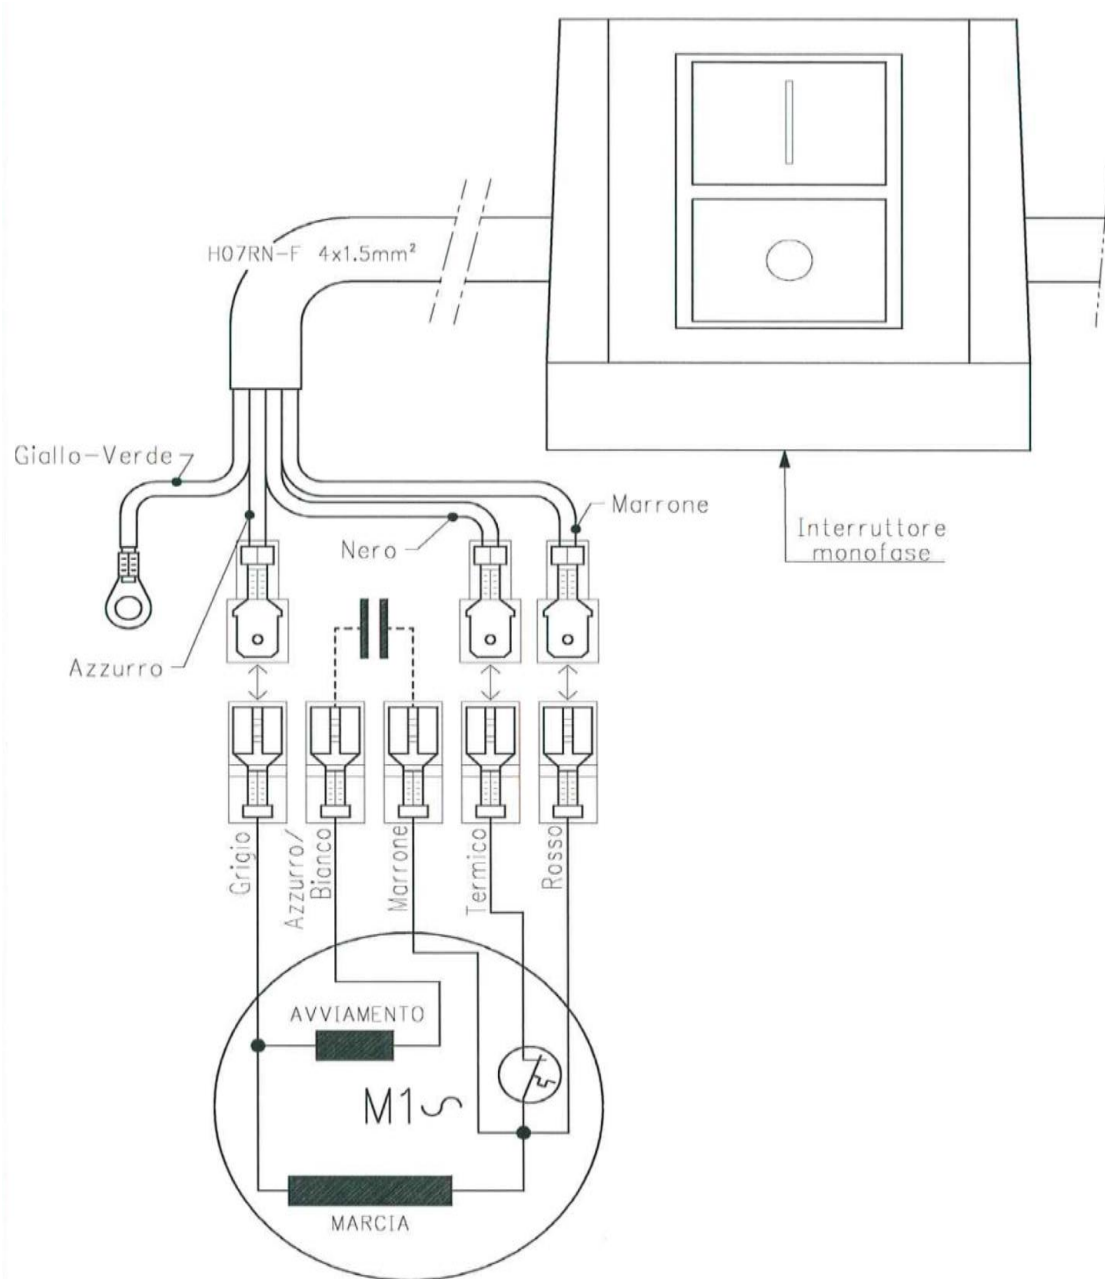 H07RN-F 4x1.5mm²
Giallo-Verde
Marrone
Nero
Interruttore
monofase
Azzurro
Grigio
Azzurro/
Bianco
Marrone
Termico
Rosso
AVVIAMENTO
M1~
MARCIA